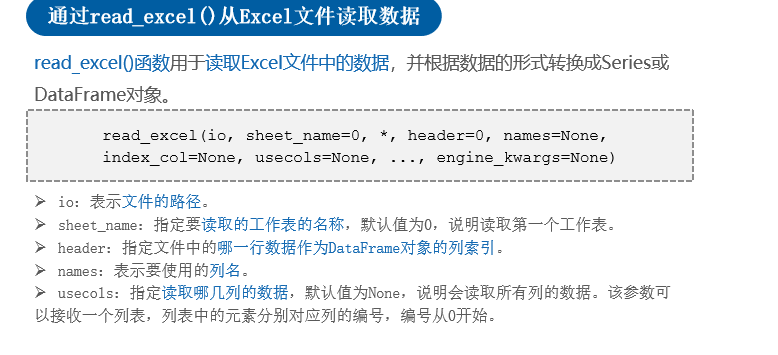 通过read_excel()从Excel文件读取数据
read_excel()函数用于读取Excel文件中的数据，并根据数据的形式转换成Series或
DataFrame对象。
read_excel(io, sheet_name=0, *, header=0, names=None,
index_col=None, usecols=None, ..., engine_kwargs=None)
➢ io：表示文件的路径。
➢ sheet_name：指定要读取的工作表的名称，默认值为0，说明读取第一个工作表。
➢ header：指定文件中的哪一行数据作为DataFrame对象的列索引。
➢ names：表示要使用的列名。
➢ usecols：指定读取哪几列的数据，默认值为None，说明会读取所有列的数据。该参数可
以接收一个列表，列表中的元素分别对应列的编号，编号从0开始。